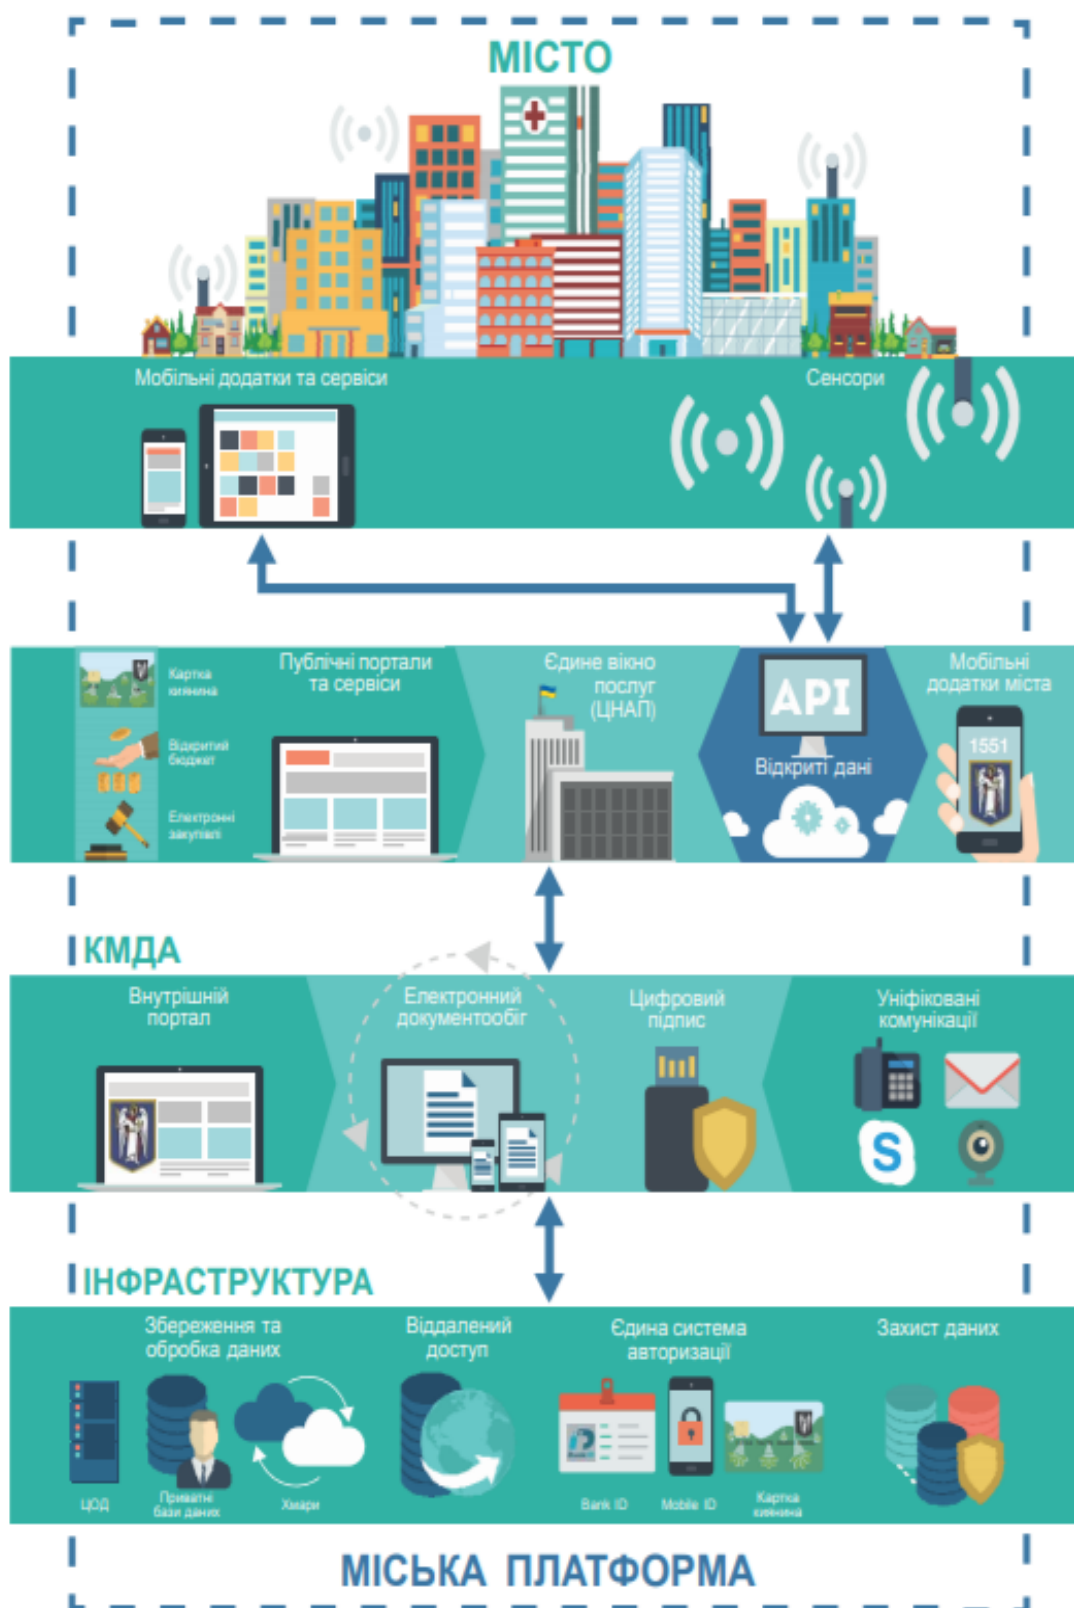 МІСТО
Мобільні додатки та сервіси
Сенсори
Картка
киянина
Відкритий
бюджет
Електронні
закупівлі
Публічні портали
та сервіси
Єдине вікно
послуг
(ЦНАП)
API
Відкриті дані
Мобільні
додатки міста
1551
КМДА
Внутрішній
портал
Електронний
документообіг
Цифровий
підпис
Уніфіковані
комунікації
S
ІНФРАСТРУКТУРА
Збереження та
обробка даних
ЦОД
Приватні
бази даних
Хмари
Віддалений
доступ
Єдина система
авторизації
Bank ID
Mobile ID
Картка
киянина
Захист даних
МІСЬКА ПЛАТФОРМА